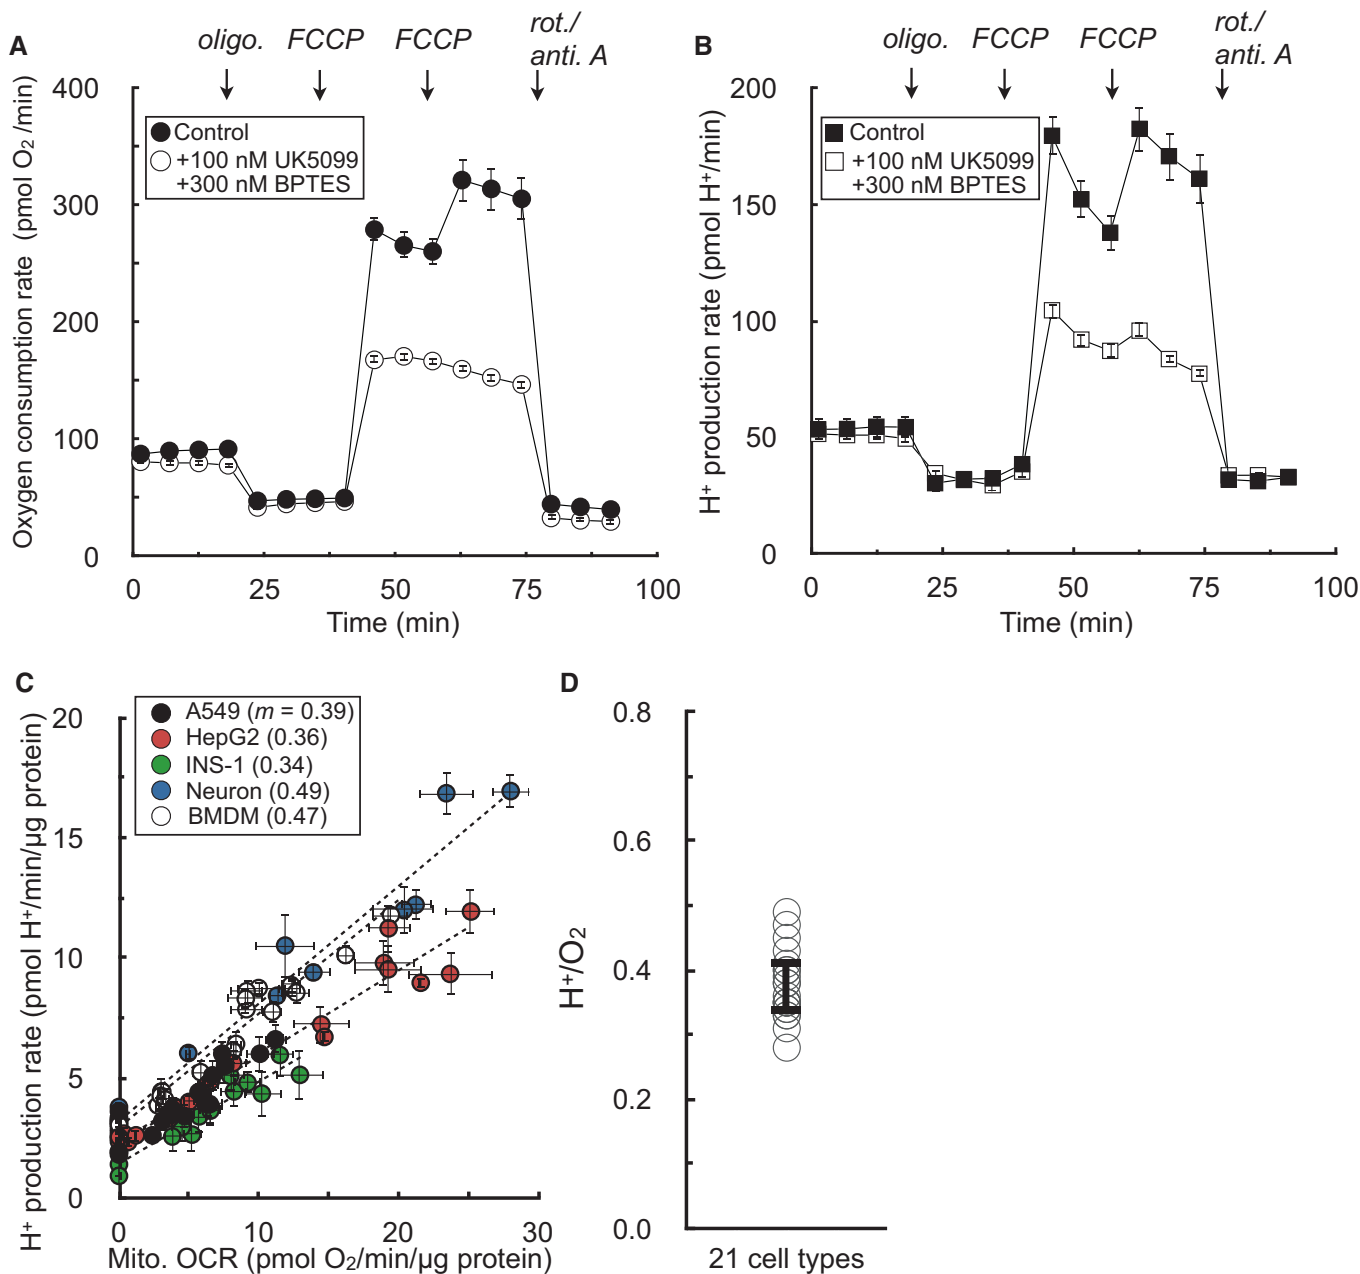 A
oligo.
FCCP
FCCP
rot./
anti. A
Oxygen consumption rate (pmol O₂ /min)
400
300
200
100
0
Control
+100 nM UK5099
+300 nM BPTES
0
25
50
75
100
Time (min)
B
oligo.
FCCP
FCCP
rot./
anti. A
H⁺ production rate (pmol H⁺/min)
200
150
100
50
0
Control
+100 nM UK5099
+300 nM BPTES
0
25
50
75
100
Time (min)
C
H⁺ production rate (pmol H⁺/min/µg protein)
20
15
10
5
0
A549 (m = 0.39)
HepG2 (0.36)
INS-1 (0.34)
Neuron (0.49)
BMDM (0.47)
0
10
20
30
Mito. OCR (pmol O₂/min/µg protein)
D
H⁺/O₂
0.8
0.6
0.4
0.2
0.0
21 cell types